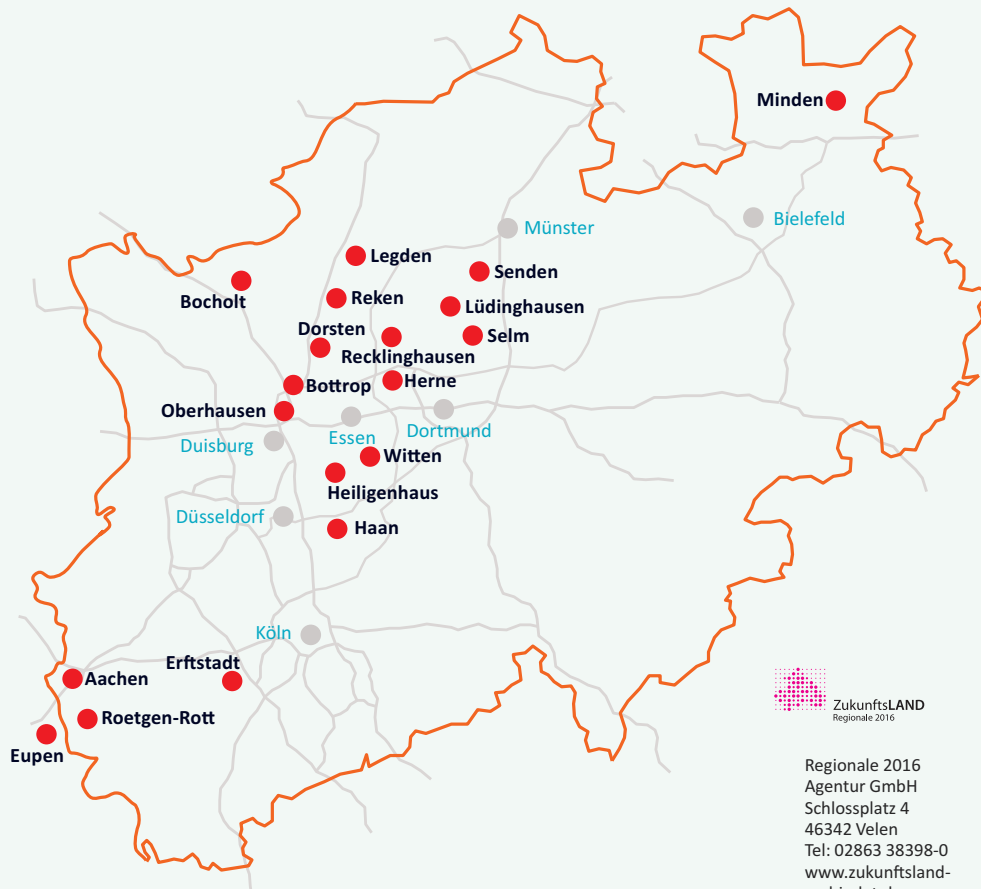 Minden
Münster
Bielefeld
Legden
Senden
Bocholt
Reken
Lüdinghausen
Dorsten
Selm
Recklinghausen
Bottrop
Herne
Oberhausen
Essen
Dortmund
Duisburg
Witten
Heiligenhaus
Düsseldorf
Haan
Köln
Erftstadt
Aachen
Roetgen-Rott
Eupen
ZukunftsLAND
Regionale 2016
Regionale 2016
Agentur GmbH
Schlossplatz 4
46342 Velen
Tel: 02863 38398-0
www.zukunftsland-